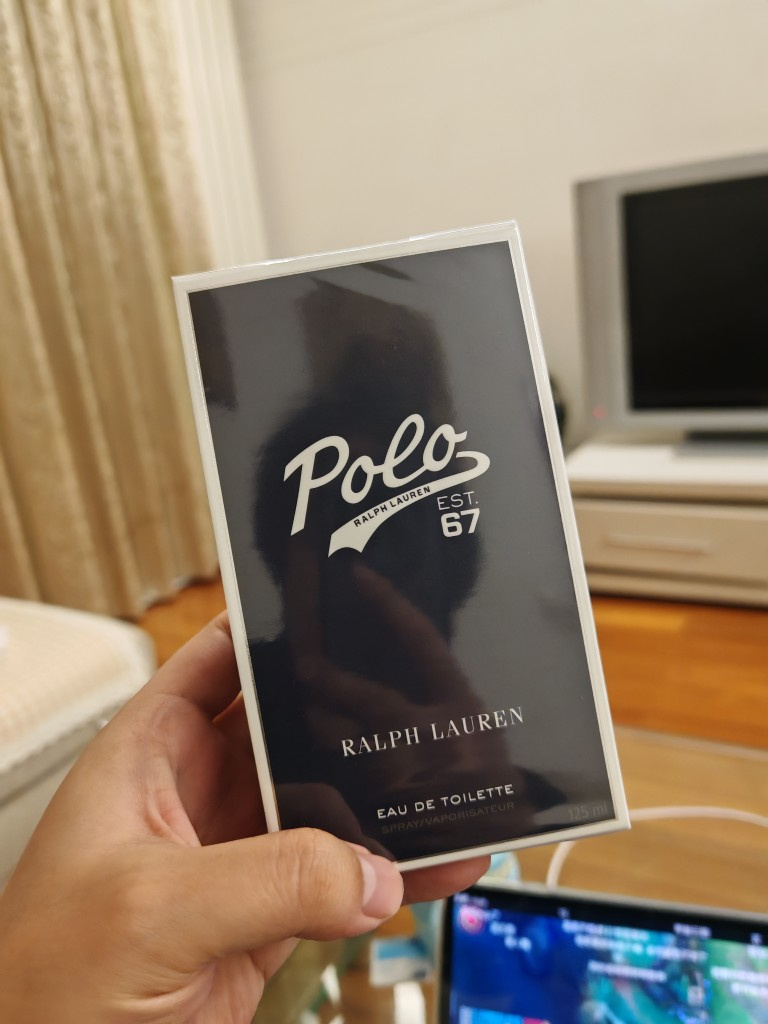 Polo
RALPH LAUREN
EST.
67
RALPH LAUREN
EAU DE TOILETTE
SPRAY/VAPORISATEUR
125 ml